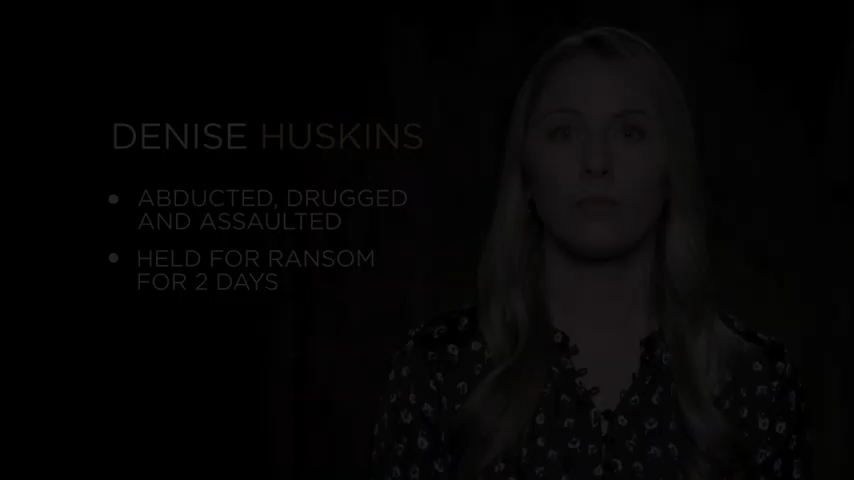 DENISE HUSKINS
• ABDUCTED, DRUGGED
AND ASSAULTED
• HELD FOR RANSOM
FOR 2 DAYS